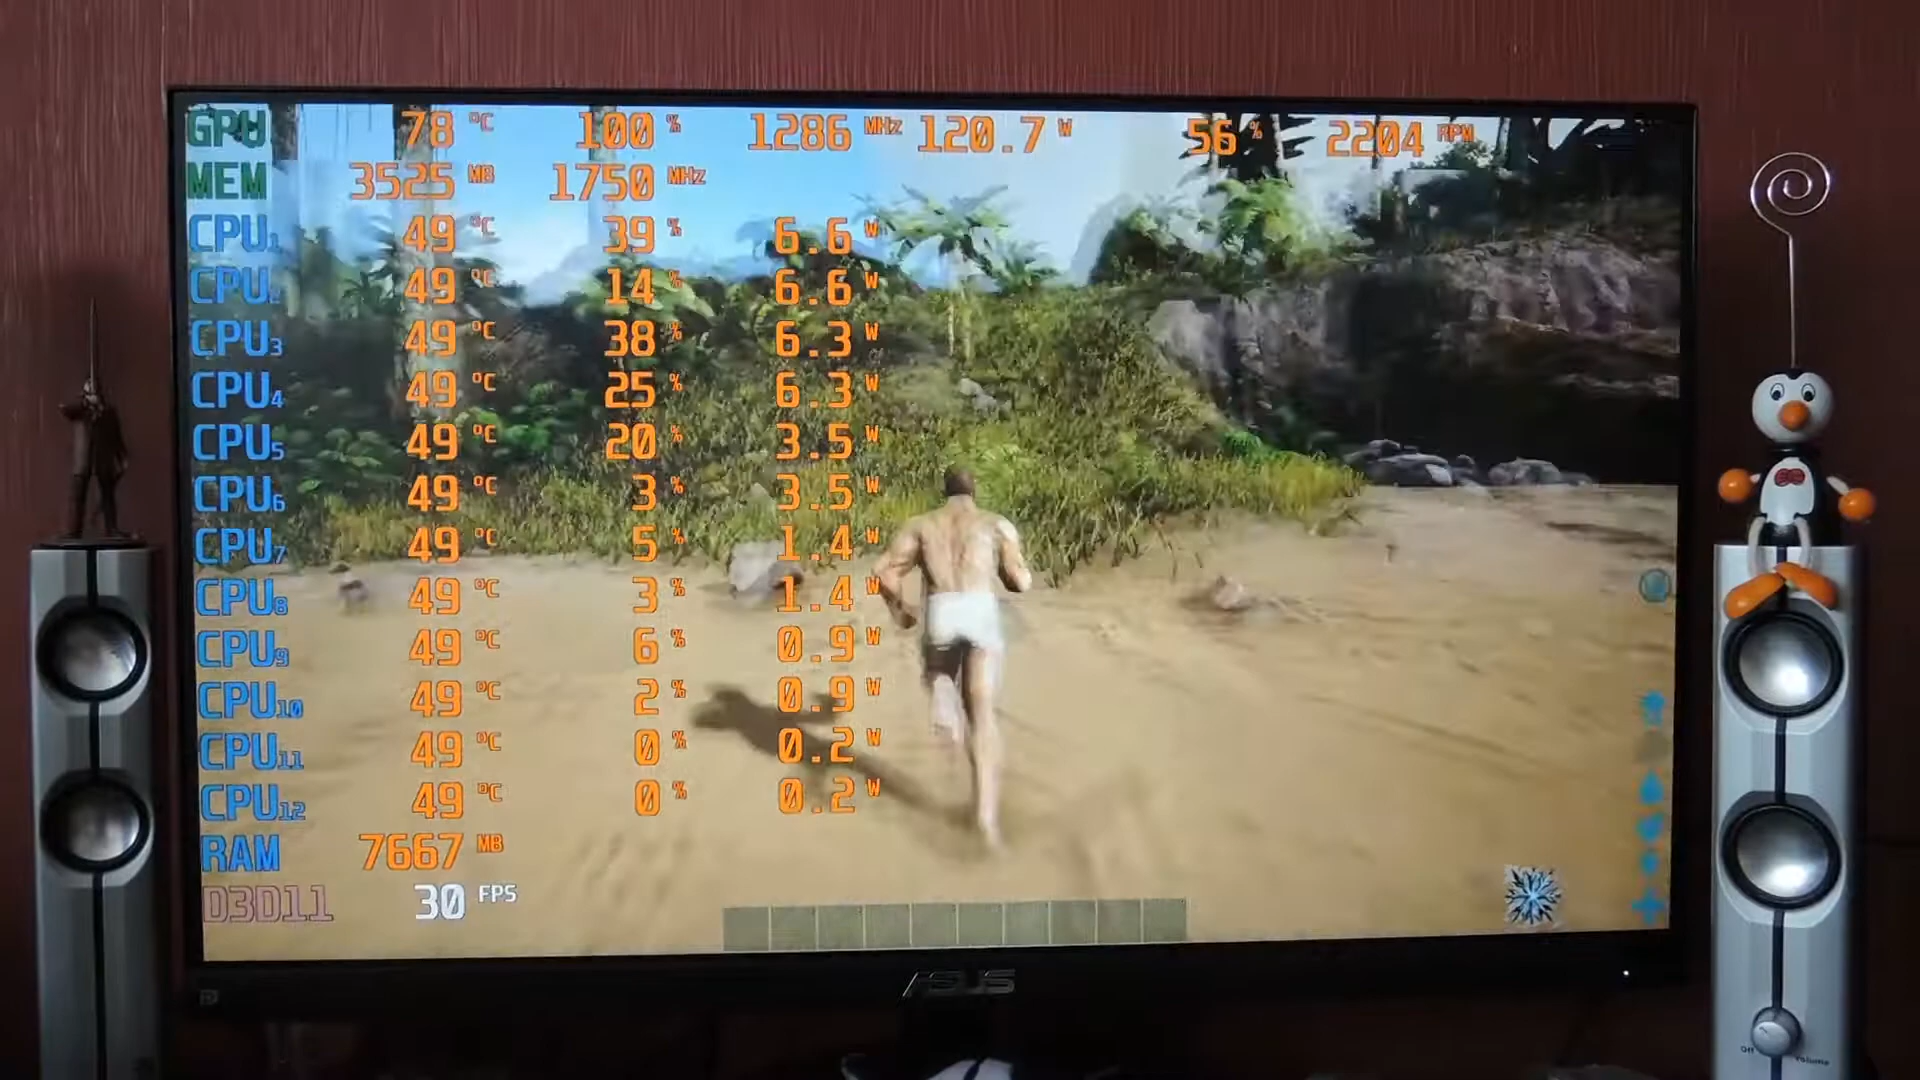 GPU 78 °C 100 % 1286 MHz 120.7 W 56 % 2204 RPM
MEM 3525 MB 1750 MHz
CPU1 49 °C 39 % 6.6 W
CPU2 49 °C 14 % 6.6 W
CPU3 49 °C 38 % 6.3 W
CPU4 49 °C 25 % 6.3 W
CPU5 49 °C 20 % 3.5 W
CPU6 49 °C 3 % 3.5 W
CPU7 49 °C 5 % 1.4 W
CPU8 49 °C 3 % 1.4 W
CPU9 49 °C 6 % 0.9 W
CPU10 49 °C 2 % 0.9 W
CPU11 49 °C 0 % 0.2 W
CPU12 49 °C 0 % 0.2 W
RAM 7667 MB
D3D11 30 FPS
ASUS
Off Volume